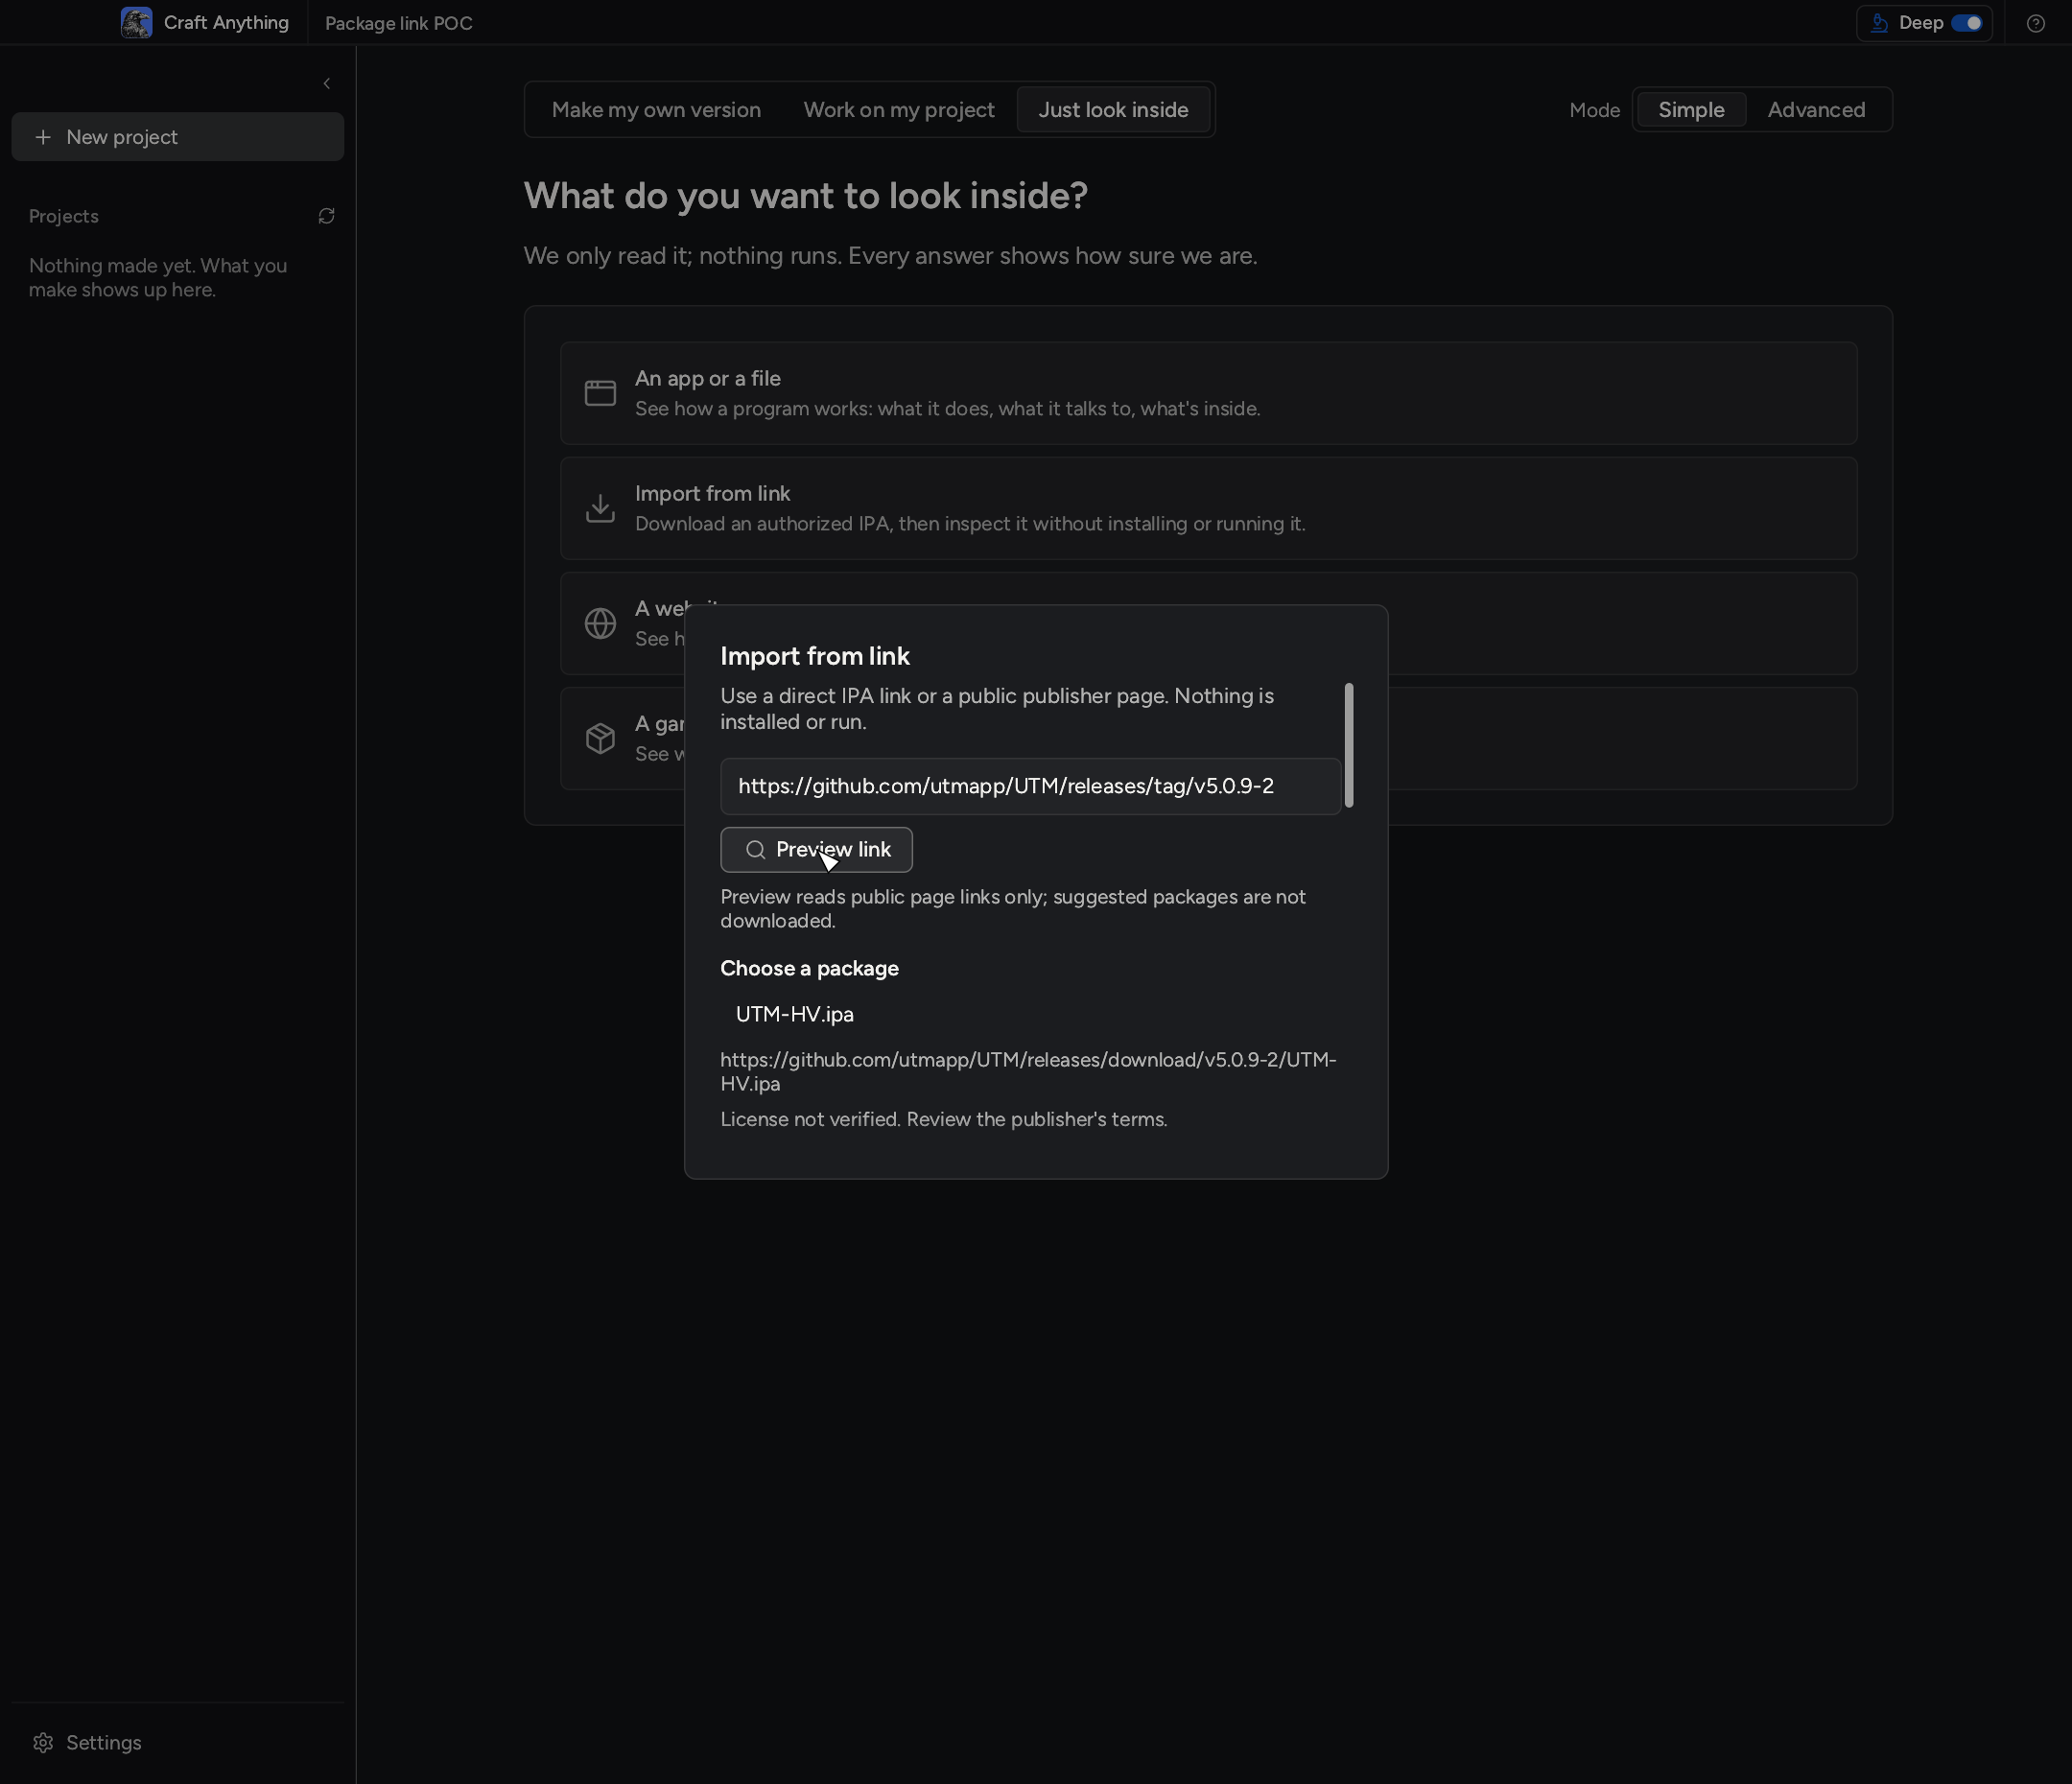 Craft Anything
Package link POC
Deep
New project
Projects
Nothing made yet. What you
make shows up here.
Settings
Make my own version
Work on my project
Just look inside
Mode
Simple
Advanced
What do you want to look inside?
We only read it; nothing runs. Every answer shows how sure we are.
An app or a file
See how a program works: what it does, what it talks to, what's inside.
Import from link
Download an authorized IPA, then inspect it without installing or running it.
A
See
A
See
Import from link
Use a direct IPA link or a public publisher page. Nothing is
installed or run.
https://github.com/utmapp/UTM/releases/tag/v5.0.9-2
Preview link
Preview reads public page links only; suggested packages are not
downloaded.
Choose a package
UTM-HV.ipa
https://github.com/utmapp/UTM/releases/download/v5.0.9-2/UTM-
HV.ipa
License not verified. Review the publisher's terms.